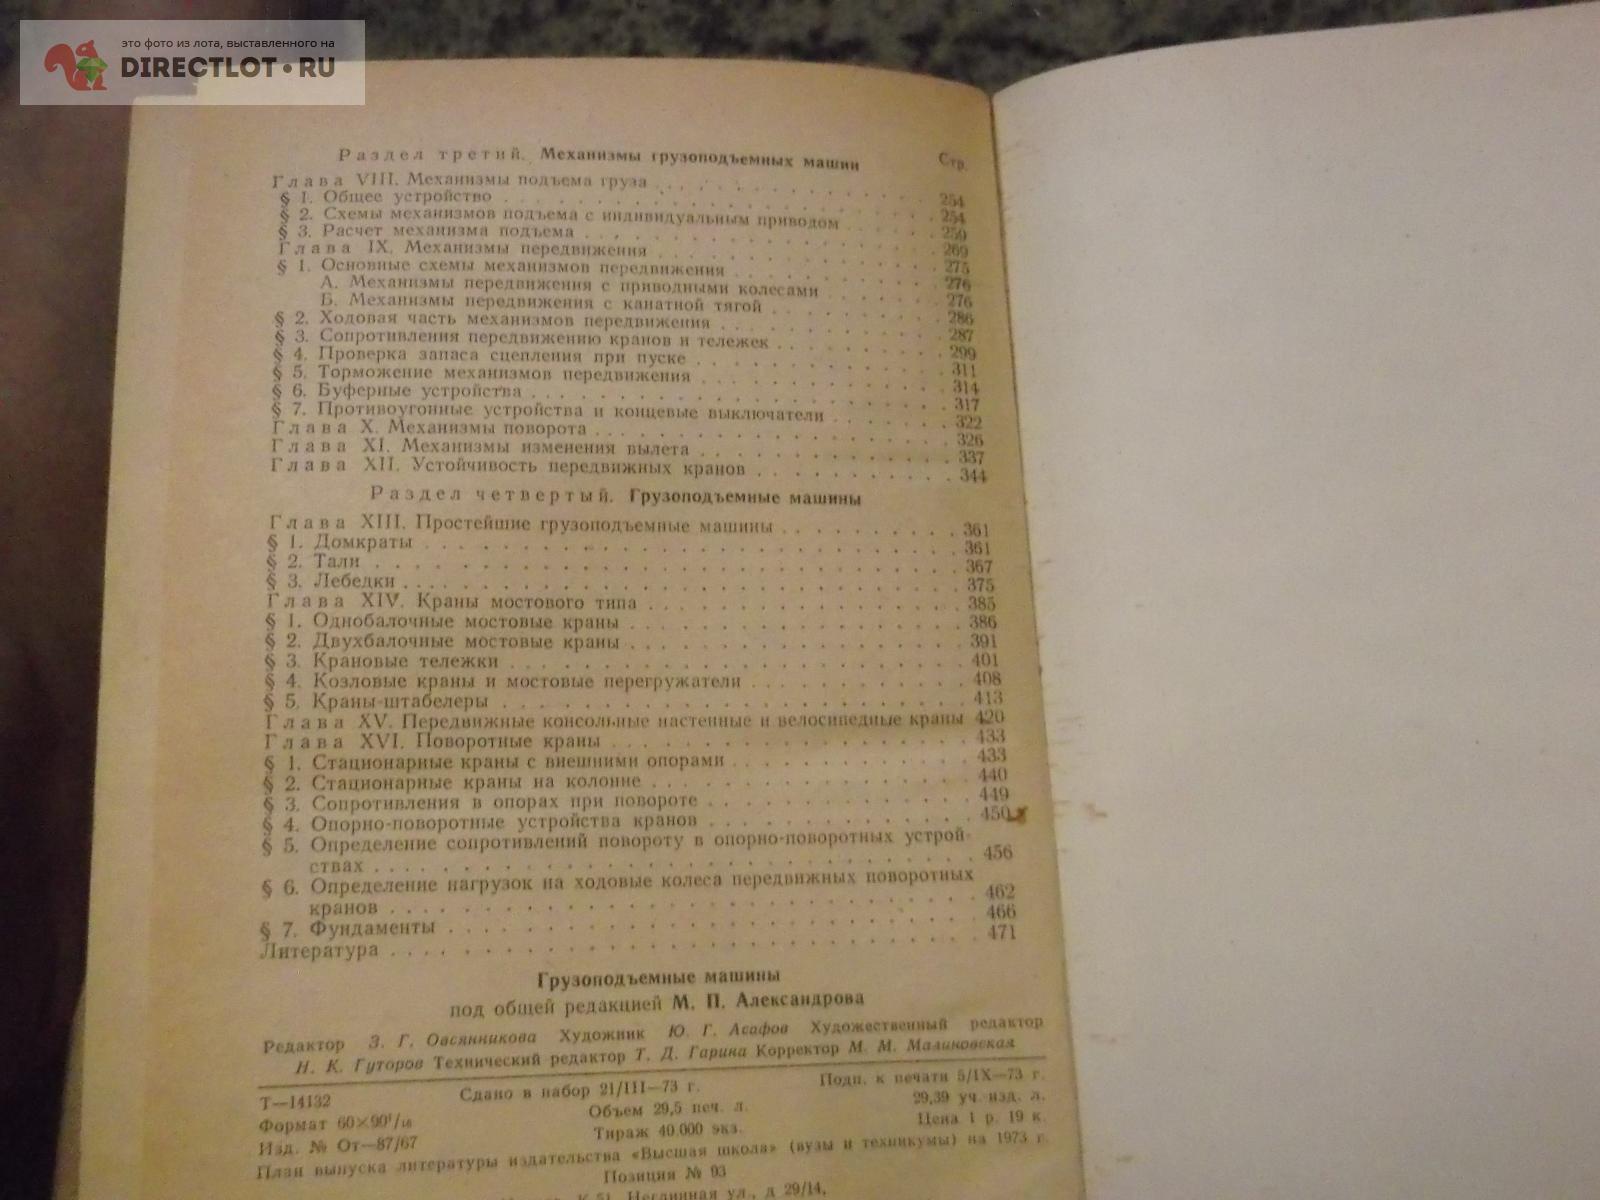 это фото из лота, выставленного на
DIRECTLOT.RU
Раздел третий. Механизмы грузоподъемных машин Стр.
Глава VIII. Механизмы подъема груза 254
§ 1. Общее устройство 254
§ 2. Схемы механизмов подъема с индивидуальным приводом 259
§ 3. Расчет механизма подъема 269
Глава IX. Механизмы передвижения 275
§ 1. Основные схемы механизмов передвижения 276
А. Механизмы передвижения с приводными колесами 276
Б. Механизмы передвижения с канатной тягой 286
§ 2. Ходовая часть механизмов передвижения 287
§ 3. Сопротивления передвижению кранов и тележек 299
§ 4. Проверка запаса сцепления при пуске 311
§ 5. Торможение механизмов передвижения 314
§ 6. Буферные устройства 317
§ 7. Противоугонные устройства и концевые выключатели 322
Глава X. Механизмы поворота 326
Глава XI. Механизмы изменения вылета 337
Глава XII. Устойчивость передвижных кранов 344
Раздел четвертый. Грузоподъемные машины
Глава XIII. Простейшие грузоподъемные машины 361
§ 1. Домкраты 361
§ 2. Тали 367
§ 3. Лебедки 375
Глава XIV. Краны мостового типа 385
§ 1. Однобалочные мостовые краны 386
§ 2. Двухбалочные мостовые краны 391
§ 3. Крановые тележки 401
§ 4. Козловые краны и мостовые перегружатели 408
§ 5. Краны-штабелеры 413
Глава XV. Передвижные консольные настенные и велосипедные краны 420
Глава XVI. Поворотные краны 433
§ 1. Стационарные краны с внешними опорами 433
§ 2. Стационарные краны на колонне 440
§ 3. Сопротивления в опорах при повороте 449
§ 4. Опорно-поворотные устройства кранов 450
§ 5. Определение сопротивлений повороту в опорно-поворотных устрой-
ствах 456
§ 6. Определение нагрузок на ходовые колеса передвижных поворотных
кранов 462
§ 7. Фундаменты 466
Литература 471
Грузоподъемные машины
под общей редакцией М. П. Александрова
Редактор З. Г. Овсянникова Художник Ю. Г. Асафов Художественный редактор
Н. К. Гуторов Технический редактор Т. Д. Гарина Корректор М. М. Малиновская
Т—14132 Сдано в набор 21/III—73 г. Подп. к печати 5/IX—73 г.
Формат 60×90¹/₁₆ Объем 29,5 печ. л. 29,39 уч. изд. л.
Изд. № От—87/67 Тираж 40.000 экз. Цена 1 р. 19 к.
План выпуска литературы издательства «Высшая школа» (вузы и техникумы) на 1973 г.
Позиция № 93
К-51, Неглинная ул., д 29/14,